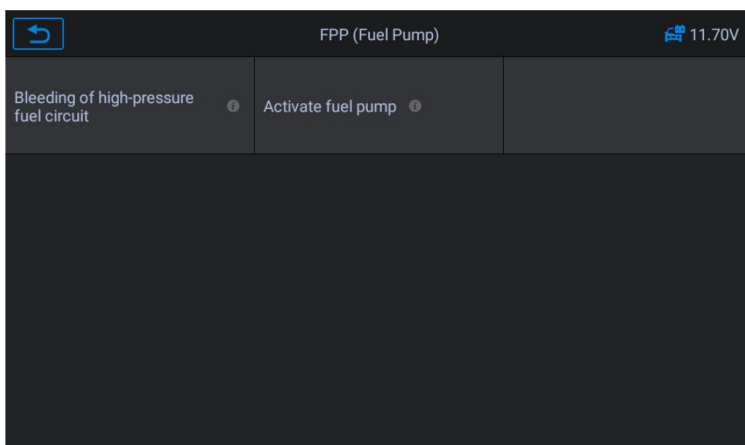 FPP (Fuel Pump)
11.70V
Bleeding of high-pressure
fuel circuit
Activate fuel pump